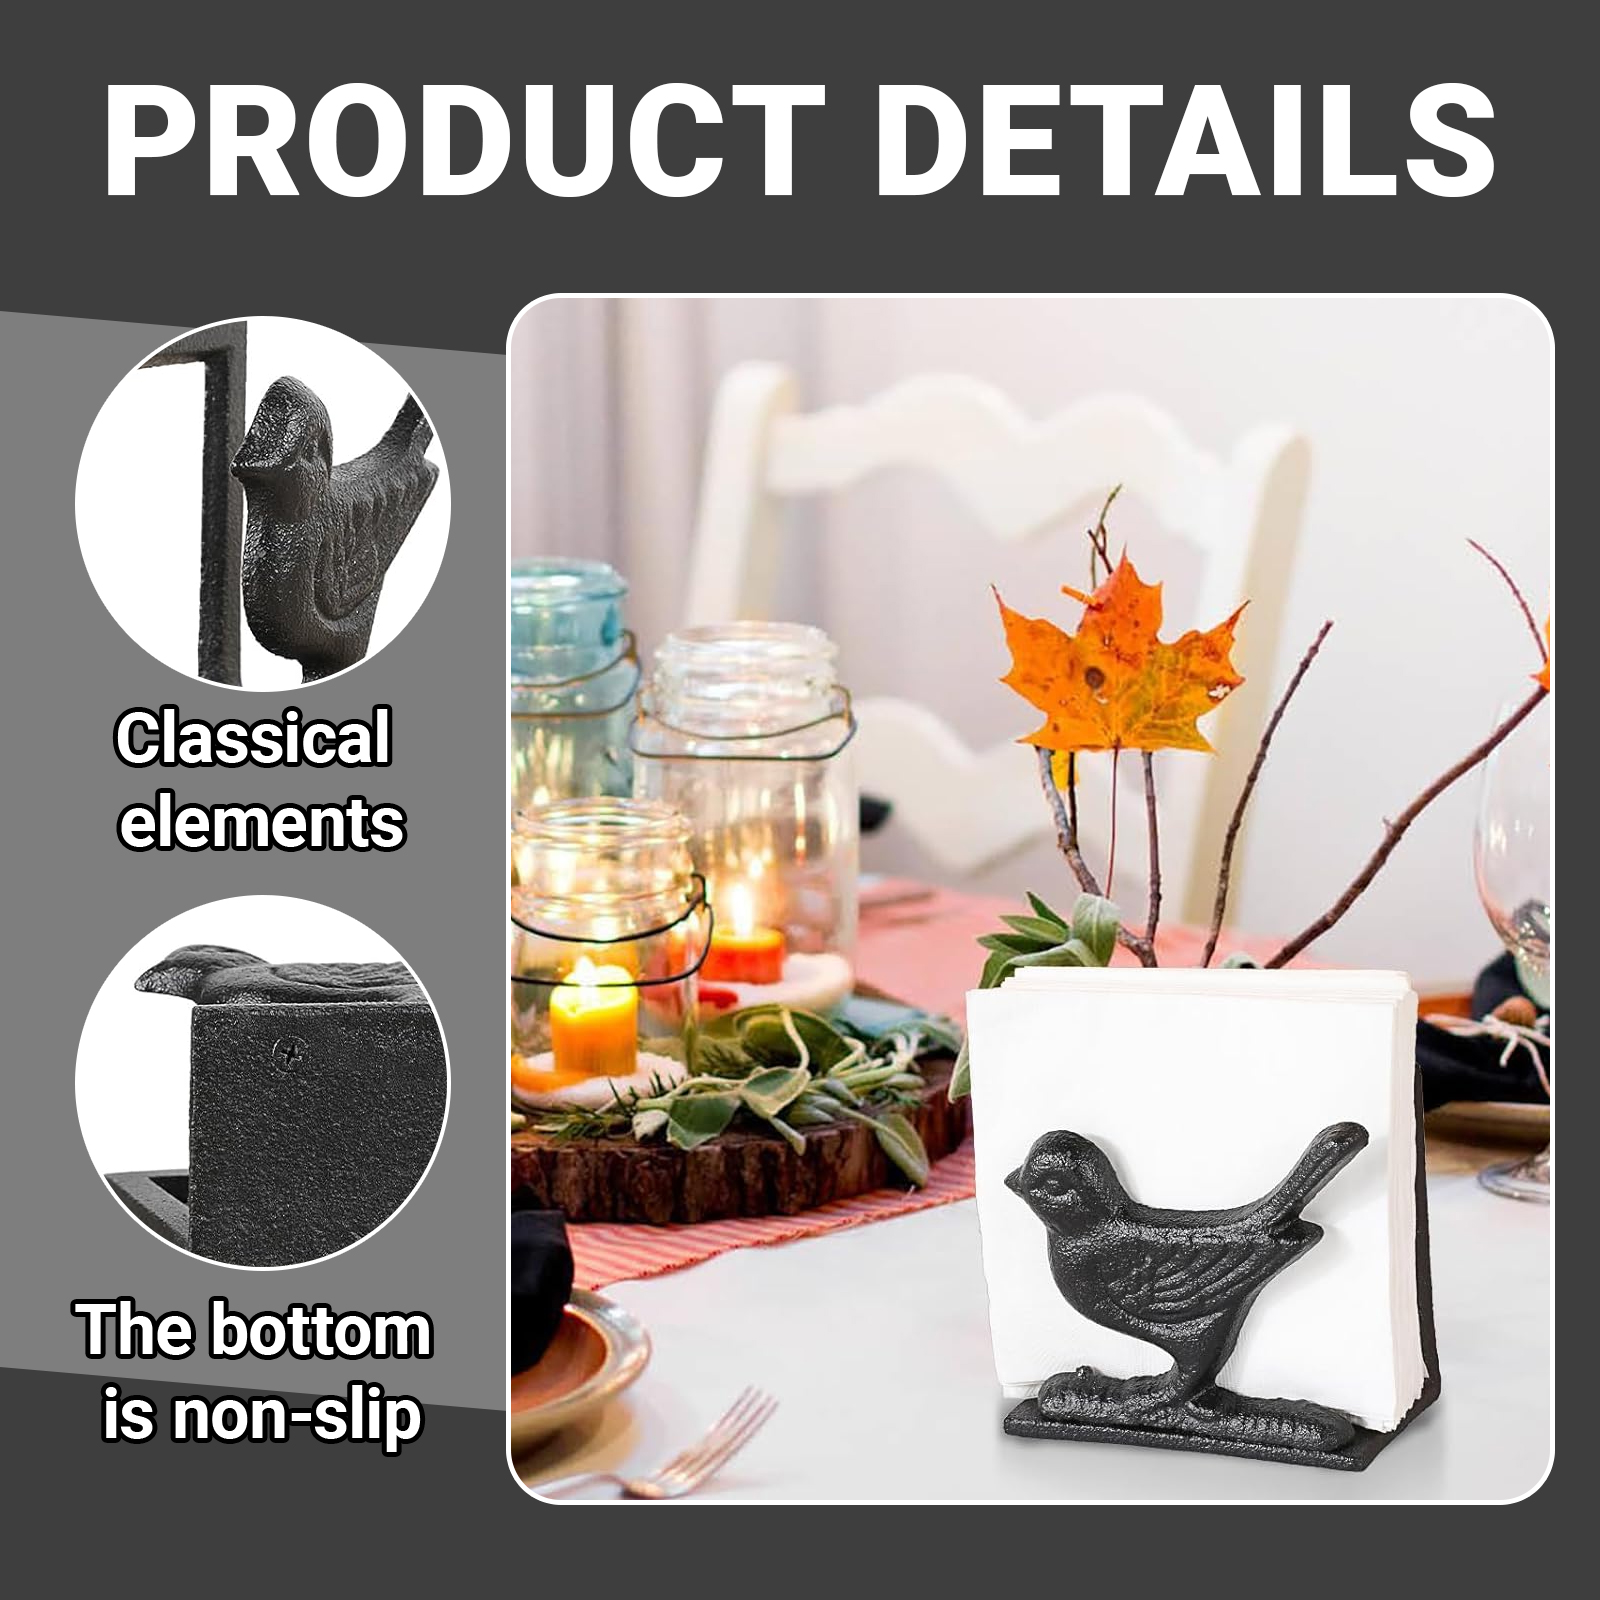 PRODUCT DETAILS
Classical
elements
The bottom
is non-slip